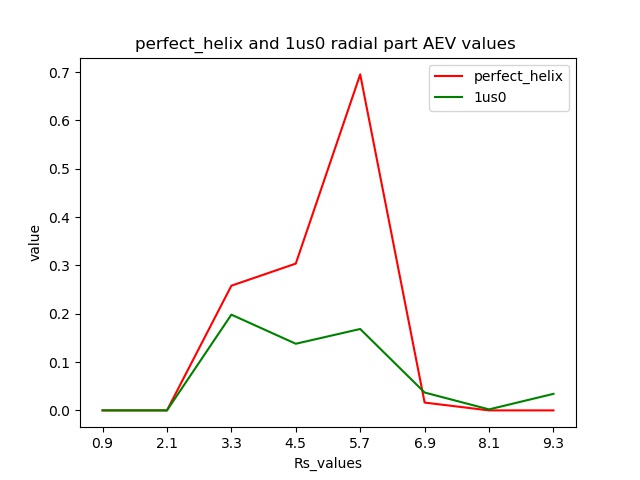 perfect_helix and 1us0 radial part AEV values
perfect_helix
1us0
0.7
0.6
0.5
0.4
0.3
0.2
0.1
0.0
value
0.9 2.1 3.3 4.5 5.7 6.9 8.1 9.3
Rs_values